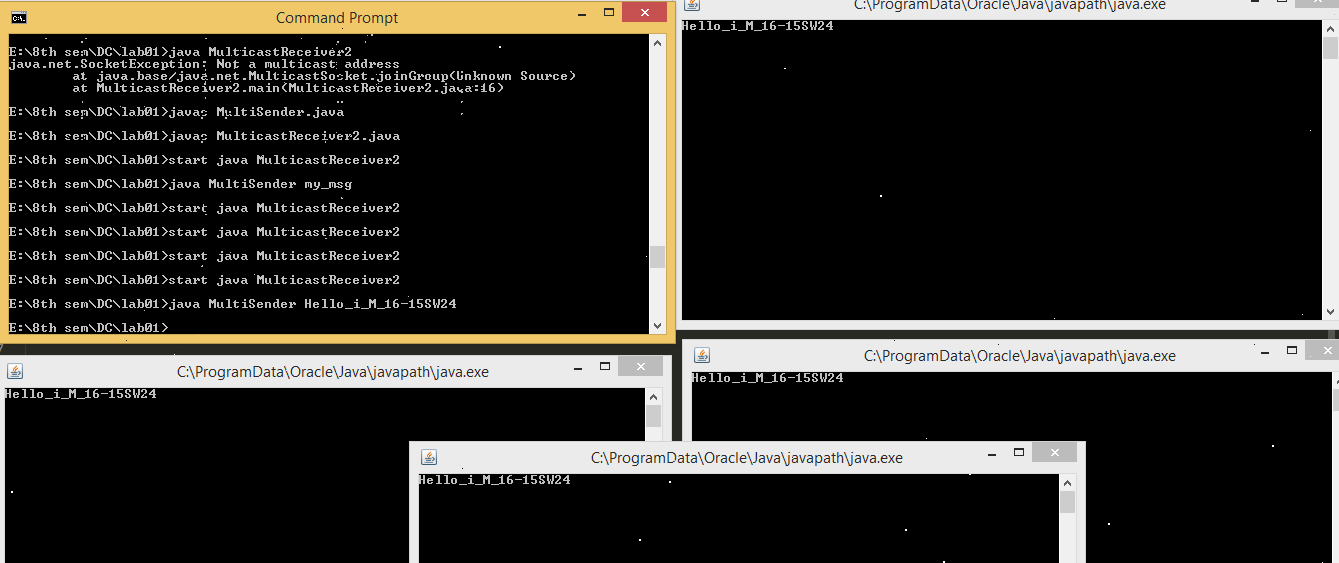 Command Prompt
E:\8th sem\DC\lab01>java MulticastReceiver2
java.net.SocketException: Not a multicast address
at java.base/java.net.MulticastSocket.joinGroup(Unknown Source)
at MulticastReceiver2.main(MulticastReceiver2.java:16)
E:\8th sem\DC\lab01>javac MultiSender.java
E:\8th sem\DC\lab01>javac MulticastReceiver2.java
E:\8th sem\DC\lab01>start java MulticastReceiver2
E:\8th sem\DC\lab01>java MultiSender my_msg
E:\8th sem\DC\lab01>start java MulticastReceiver2
E:\8th sem\DC\lab01>start java MulticastReceiver2
E:\8th sem\DC\lab01>start java MulticastReceiver2
E:\8th sem\DC\lab01>start java MulticastReceiver2
E:\8th sem\DC\lab01>java MultiSender Hello_i_M_16-15SW24
E:\8th sem\DC\lab01>
C:\ProgramData\Oracle\Java\javapath\java.exe
Hello_i_M_16-15SW24
C:\ProgramData\Oracle\Java\javapath\java.exe
Hello_i_M_16-15SW24
C:\ProgramData\Oracle\Java\javapath\java.exe
Hello_i_M_16-15SW24
C:\ProgramData\Oracle\Java\javapath\java.exe
Hello_i_M_16-15SW24